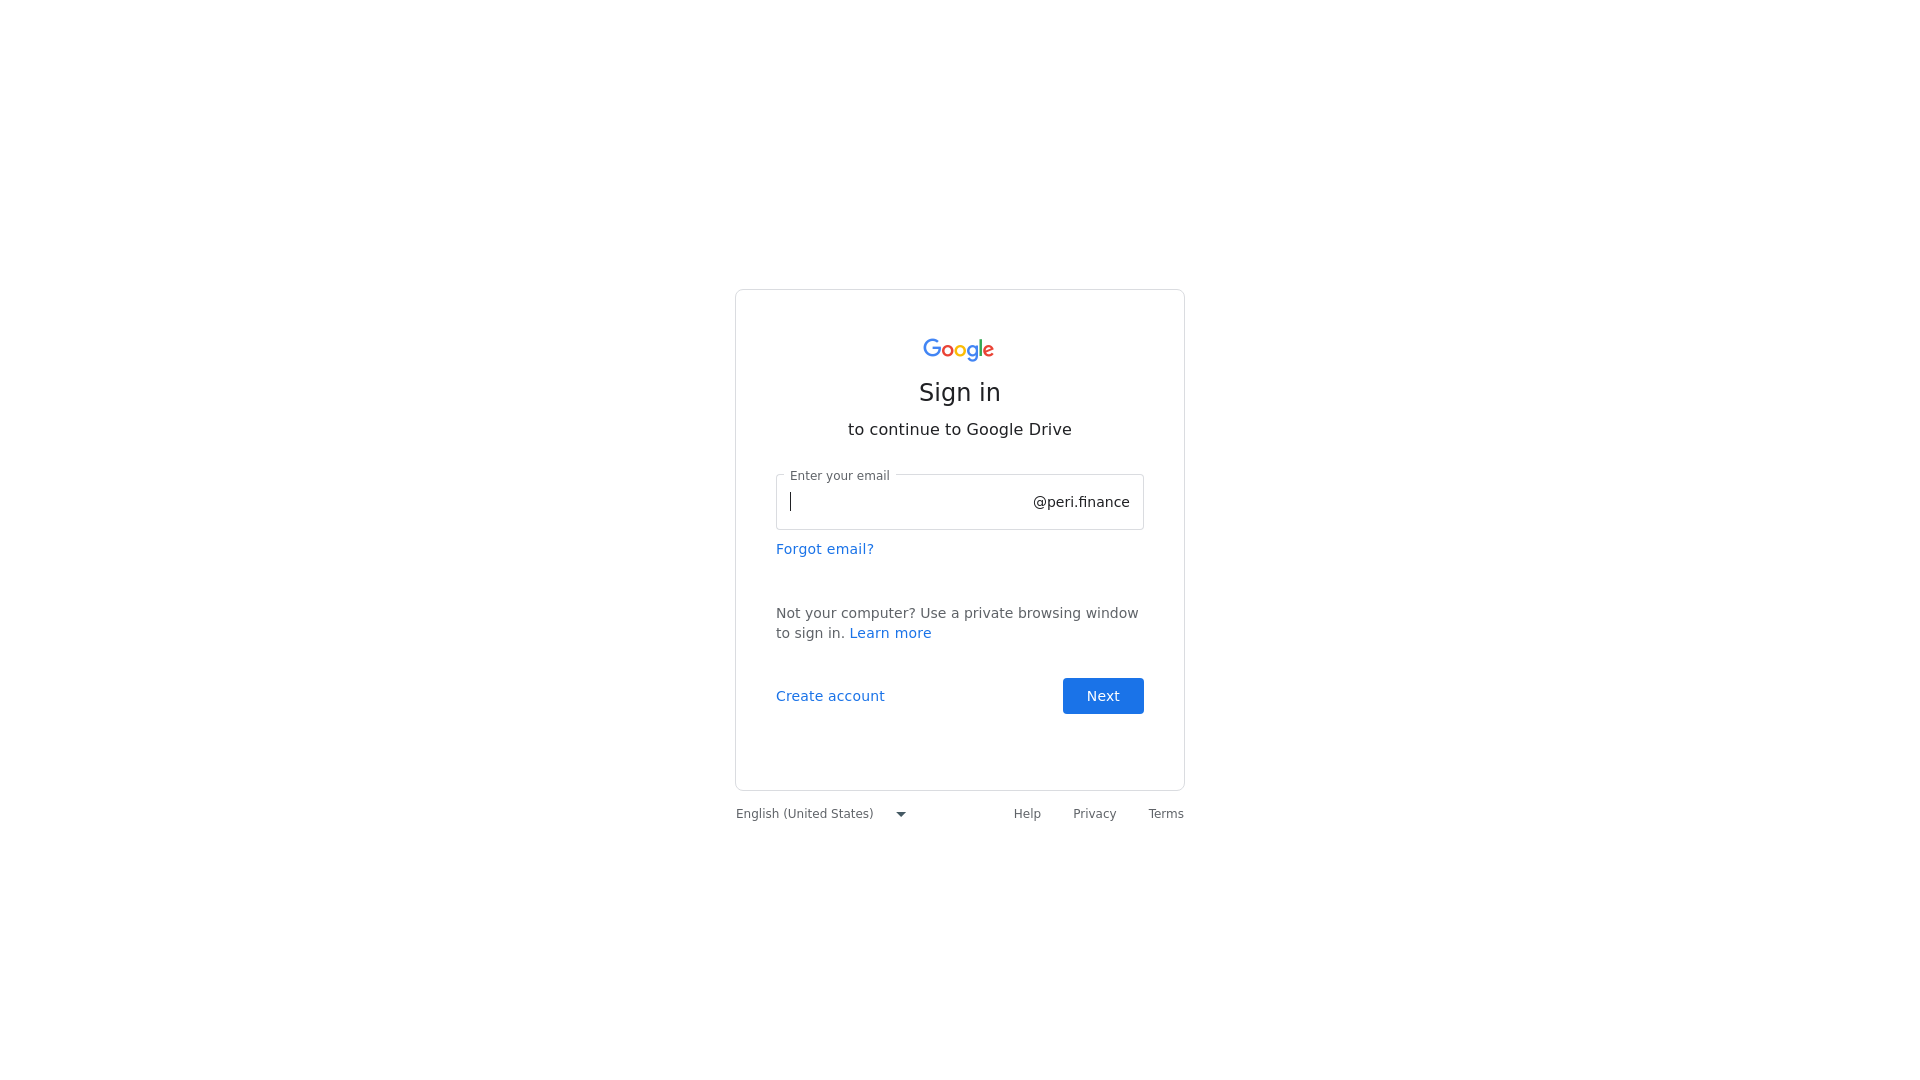 Google
Sign in
to continue to Google Drive
Enter your email
@peri.finance
Forgot email?
Not your computer? Use a private browsing window
to sign in. Learn more
Create account
Next
English (United States)
Help
Privacy
Terms